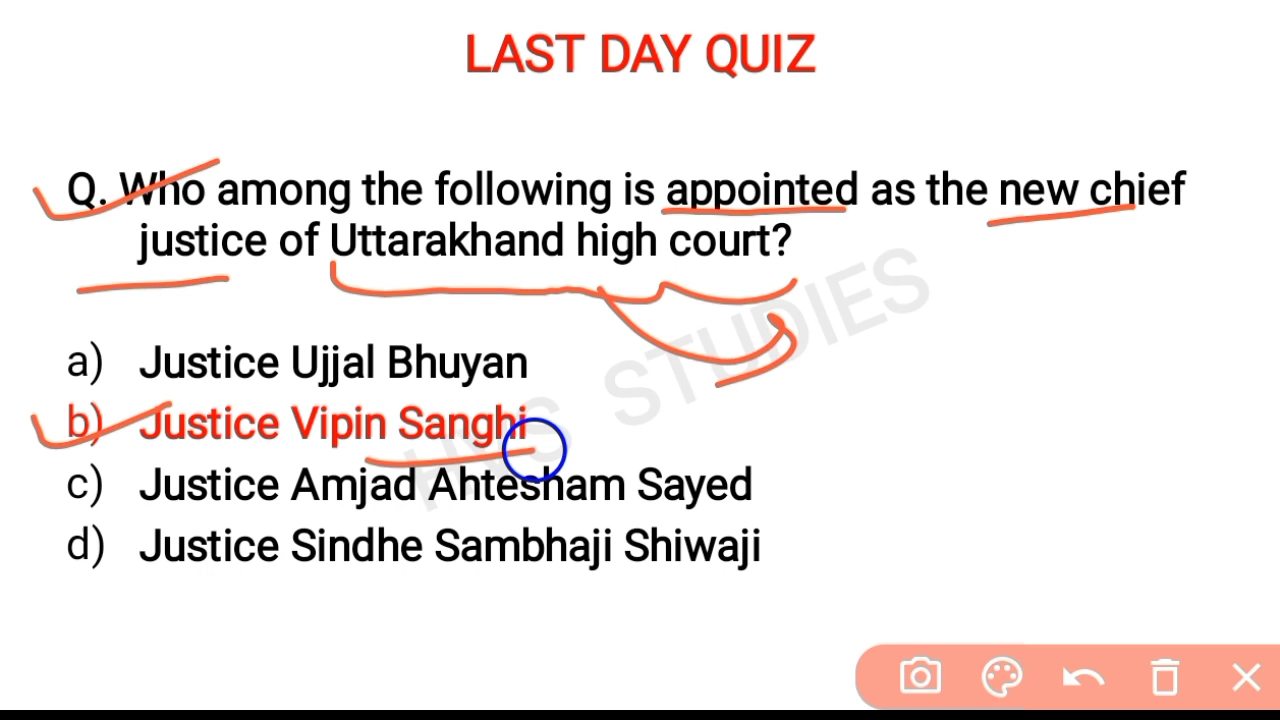 LAST DAY QUIZ
Q. Who among the following is appointed as the new chief
justice of Uttarakhand high court?
a) Justice Ujjal Bhuyan
b) Justice Vipin Sanghi
c) Justice Amjad Ahtesham Sayed
d) Justice Sindhe Sambhaji Shiwaji
STUDIES